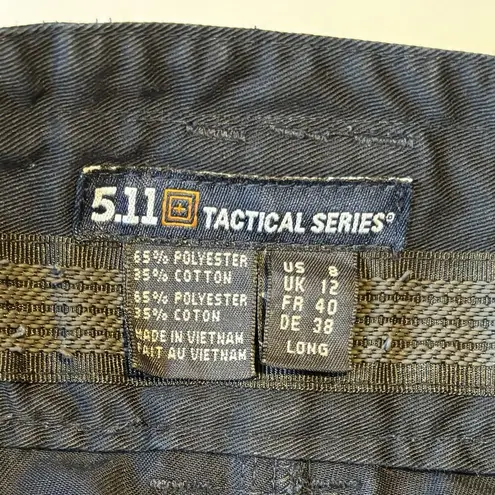 5.11 TACTICAL SERIES®
65% POLYESTER
35% COTTON
65% POLYESTER
35% COTON
MADE IN VIETNAM
FAIT AU VIETNAM
US 8
UK 12
FR 40
DE 38
LONG